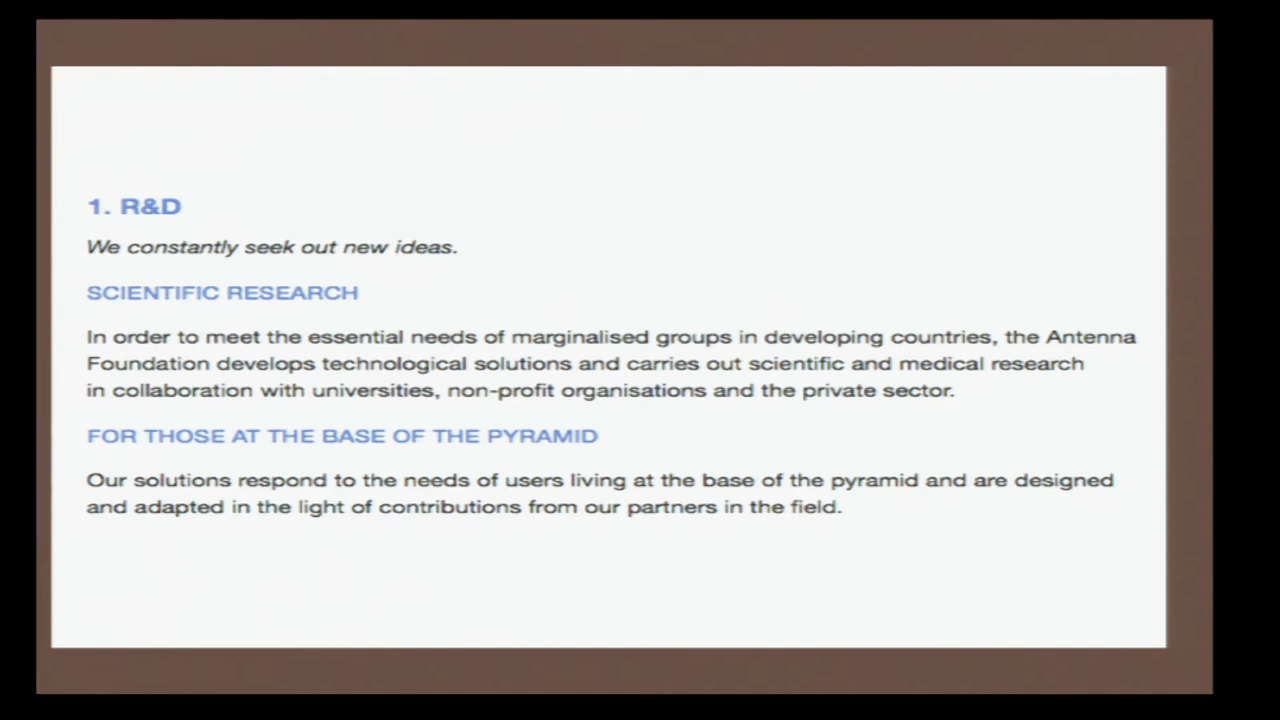 1. R&D
We constantly seek out new ideas.
SCIENTIFIC RESEARCH
In order to meet the essential needs of marginalised groups in developing countries, the Antenna
Foundation develops technological solutions and carries out scientific and medical research
in collaboration with universities, non-profit organisations and the private sector.
FOR THOSE AT THE BASE OF THE PYRAMID
Our solutions respond to the needs of users living at the base of the pyramid and are designed
and adapted in the light of contributions from our partners in the field.